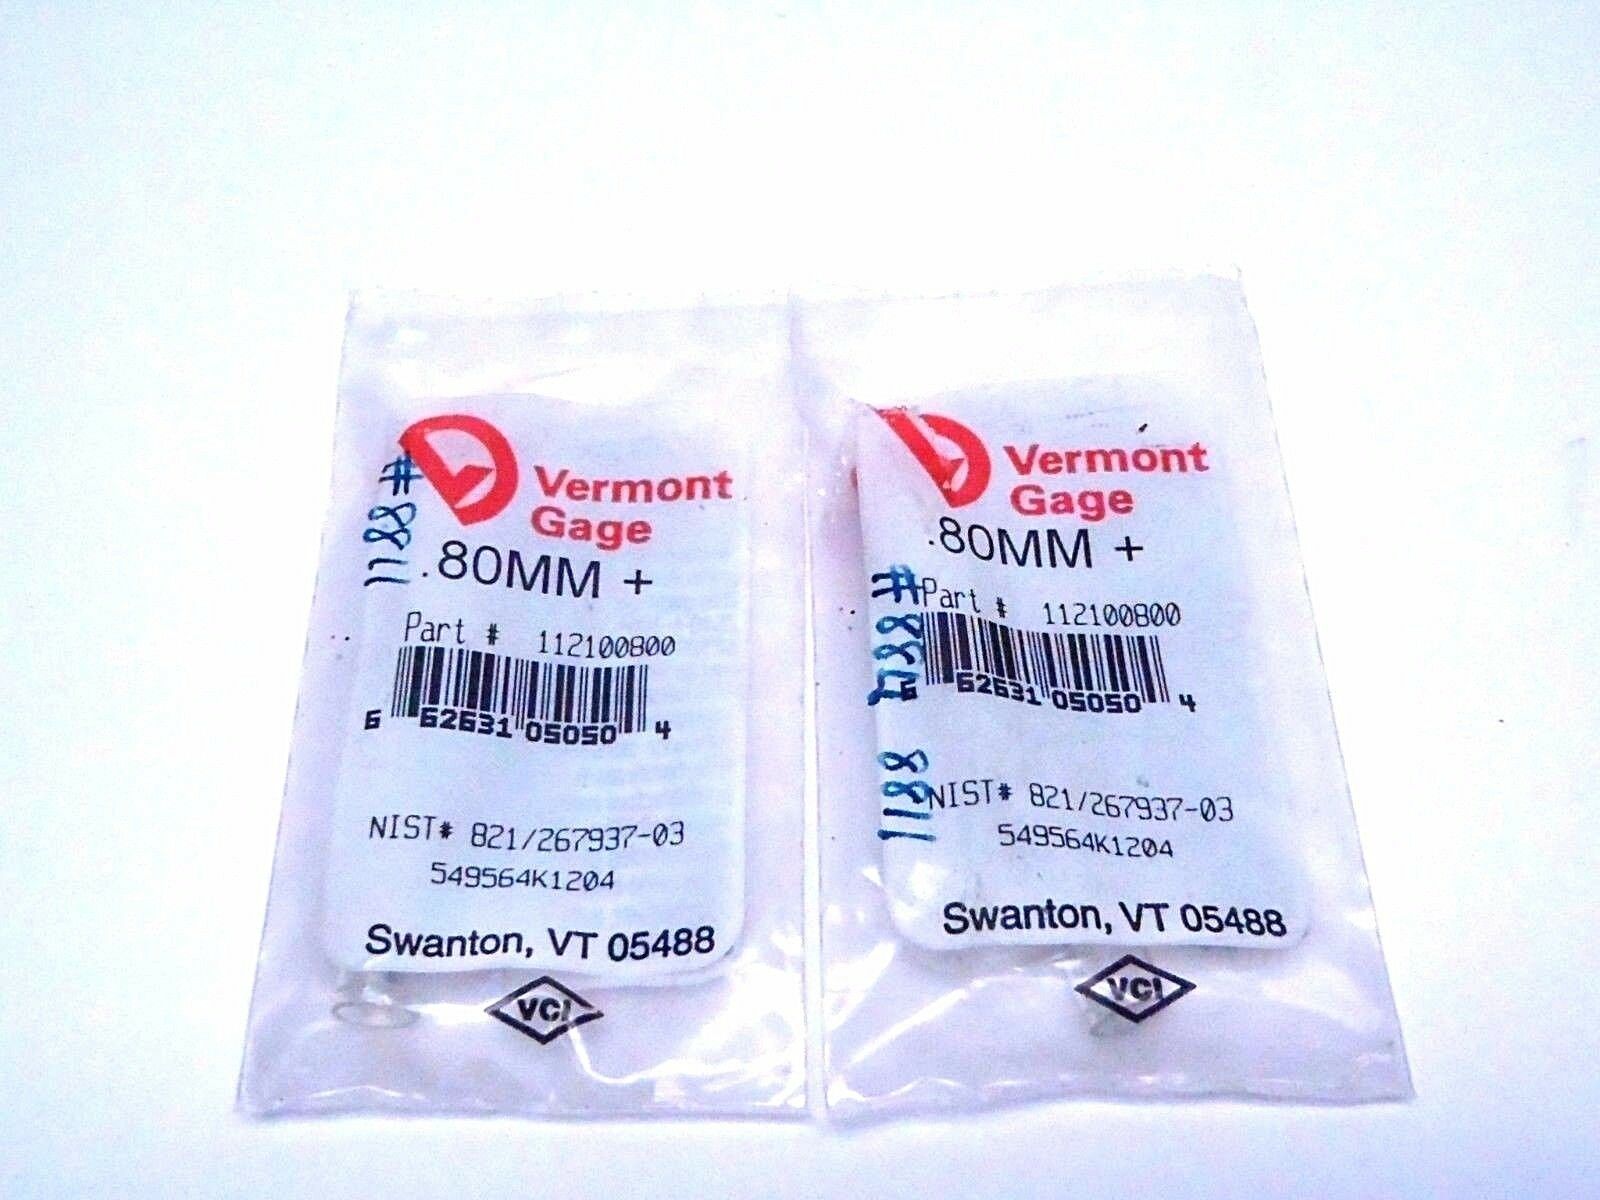 Vermont
Gage
.80MM +
Part # 112100800
6 62631 05050 4
NIST# 821/267937-03
549564K1204
Swanton, VT 05488
VCI
1188#
Vermont
Gage
.80MM +
Part # 112100800
62631 05050 4
NIST# 821/267937-03
549564K1204
Swanton, VT 05488
VCI
1188